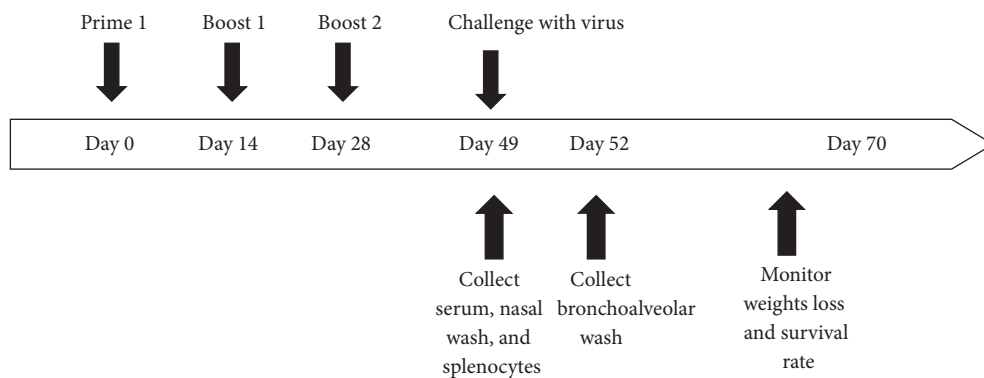 Prime 1
Boost 1
Boost 2
Challenge with virus
Day 0
Day 14
Day 28
Day 49
Day 52
Day 70
Collect
serum, nasal
wash, and
splenocytes
Collect
bronchoalveolar
wash
Monitor
weights loss
and survival
rate